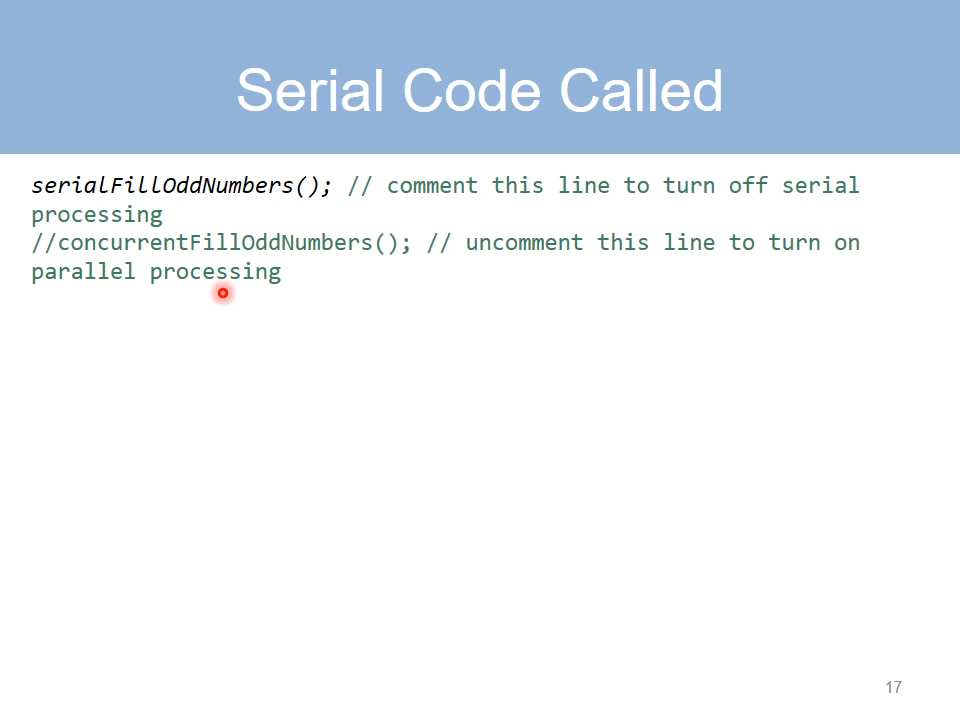 Serial Code Called
serialFillOddNumbers(); // comment this line to turn off serial
processing
//concurrentFillOddNumbers(); // uncomment this line to turn on
parallel processing
17